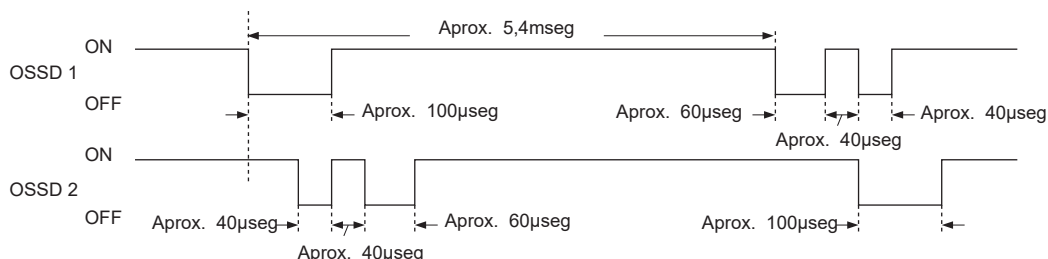 Aprox. 5,4mseg
ON
OSSD 1
OFF
Aprox. 100µseg
Aprox. 60µseg
Aprox. 40µseg
Aprox. 40µseg
ON
OSSD 2
OFF
Aprox. 40µseg
Aprox. 60µseg
Aprox. 100µseg
Aprox. 40µseg